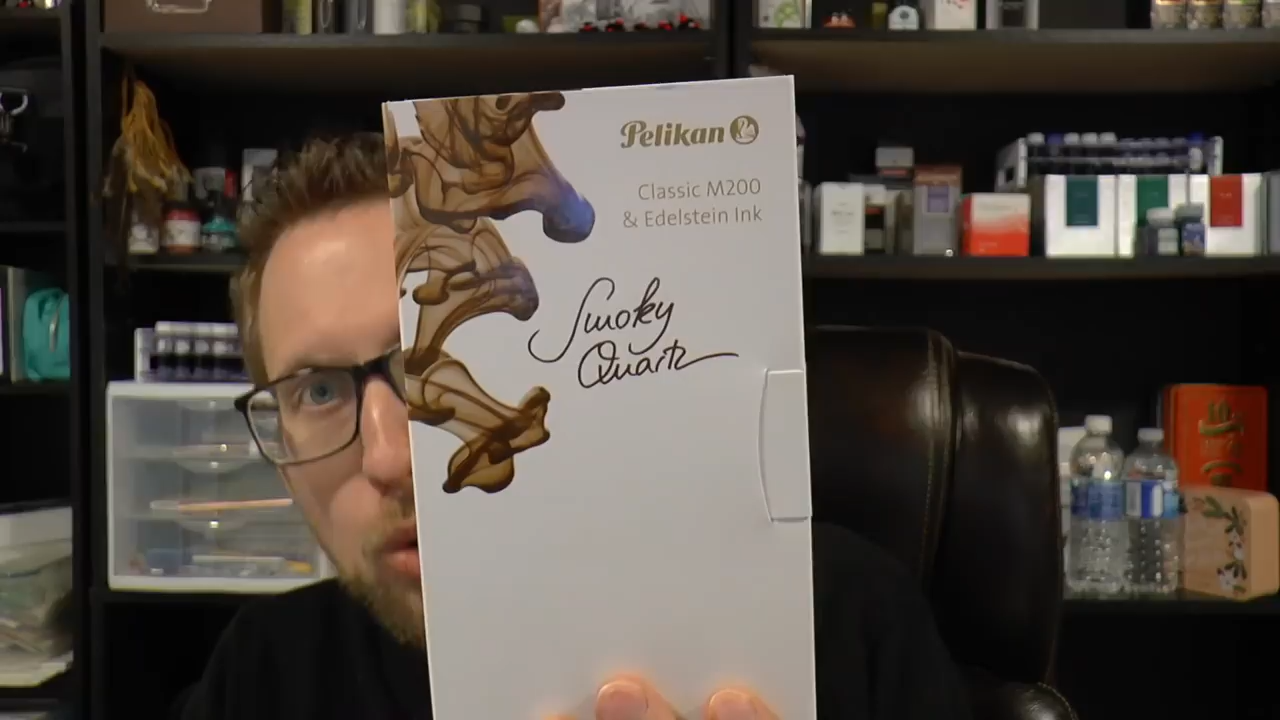 Pelikan
Classic M200
& Edelstein Ink
Smoky
Quartz